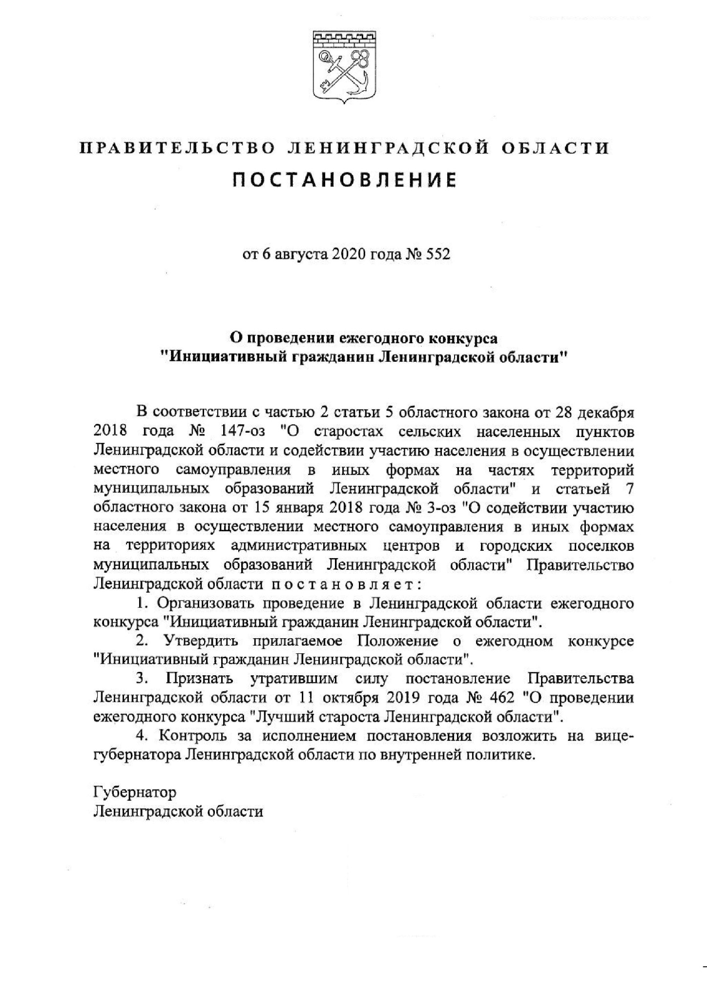 ПРАВИТЕЛЬСТВО ЛЕНИНГРАДСКОЙ ОБЛАСТИ
ПОСТАНОВЛЕНИЕ
от 6 августа 2020 года № 552
О проведении ежегодного конкурса
"Инициативный гражданин Ленинградской области"
В соответствии с частью 2 статьи 5 областного закона от 28 декабря
2018 года № 147-оз "О старостах сельских населенных пунктов
Ленинградской области и содействии участию населения в осуществлении
местного самоуправления в иных формах на частях территорий
муниципальных образований Ленинградской области" и статьей 7
областного закона от 15 января 2018 года № 3-оз "О содействии участию
населения в осуществлении местного самоуправления в иных формах
на территориях административных центров и городских поселков
муниципальных образований Ленинградской области" Правительство
Ленинградской области п о с т а н о в л я е т :
1. Организовать проведение в Ленинградской области ежегодного
конкурса "Инициативный гражданин Ленинградской области".
2. Утвердить прилагаемое Положение о ежегодном конкурсе
"Инициативный гражданин Ленинградской области".
3. Признать утратившим силу постановление Правительства
Ленинградской области от 11 октября 2019 года № 462 "О проведении
ежегодного конкурса "Лучший староста Ленинградской области".
4. Контроль за исполнением постановления возложить на вице-
губернатора Ленинградской области по внутренней политике.
Губернатор
Ленинградской области